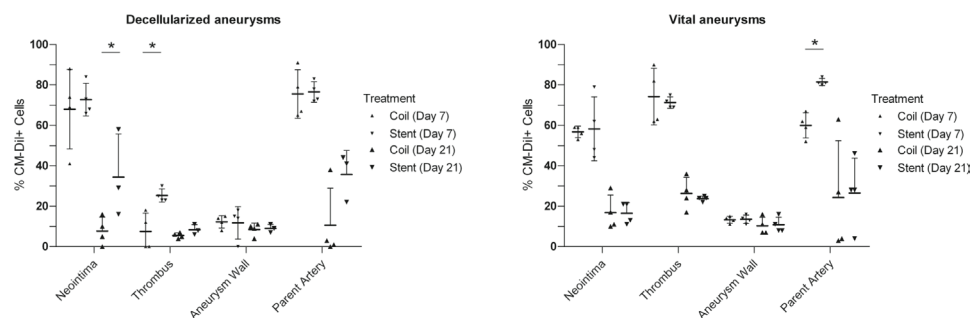 Decellularized aneurysms
*
*
100
80
60
40
20
0
% CM-Dil+ Cells
Neointima
Thrombus
Aneurysm Wall
Parent Artery
Treatment
Coil (Day 7)
Stent (Day 7)
Coil (Day 21)
Stent (Day 21)
Vital aneurysms
*
100
80
60
40
20
0
% CM-Dil+ Cells
Neointima
Thrombus
Aneurysm Wall
Parent Artery
Treatment
Coil (Day 7)
Stent (Day 7)
Coil (Day 21)
Stent (Day 21)